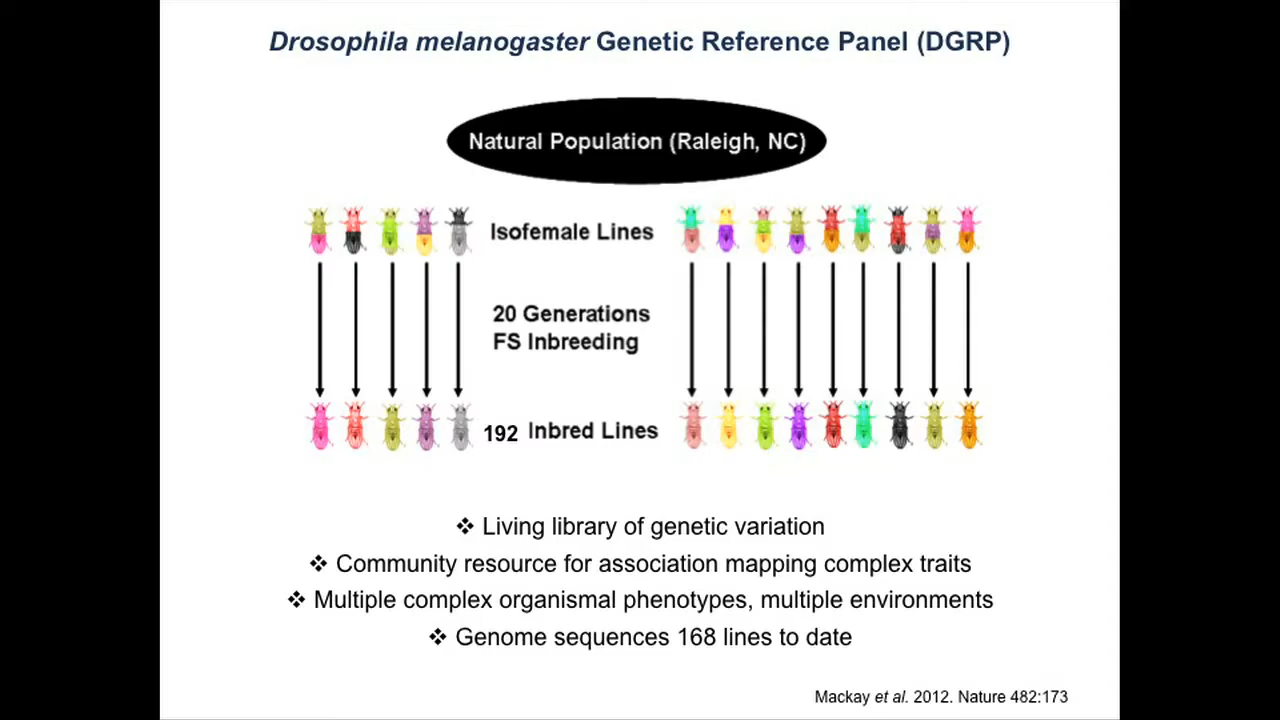 Drosophila melanogaster Genetic Reference Panel (DGRP)
Natural Population (Raleigh, NC)
Isofemale Lines
20 Generations
FS Inbreeding
192 Inbred Lines
❖ Living library of genetic variation
❖ Community resource for association mapping complex traits
❖ Multiple complex organismal phenotypes, multiple environments
❖ Genome sequences 168 lines to date
Mackay et al. 2012. Nature 482:173